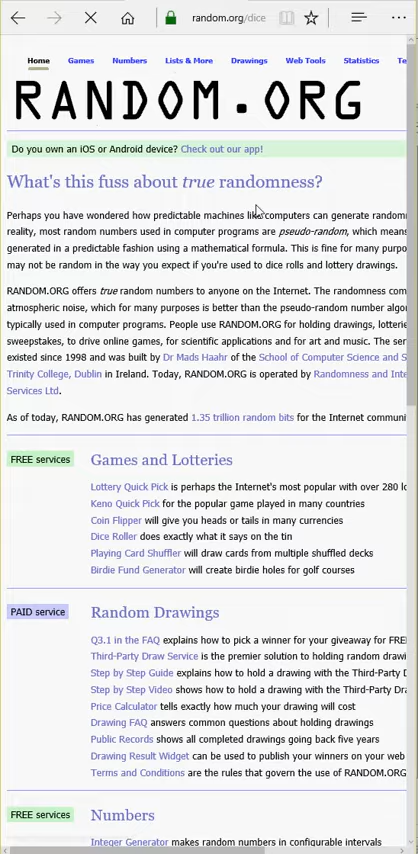 random.org/dice
Home Games Numbers Lists & More Drawings Web Tools Statistics Te
RANDOM.ORG
Do you own an iOS or Android device? Check out our app!
What's this fuss about true randomness?
Perhaps you have wondered how predictable machines like computers can generate random
reality, most random numbers used in computer programs are pseudo-random, which means
generated in a predictable fashion using a mathematical formula. This is fine for many purpo
may not be random in the way you expect if you're used to dice rolls and lottery drawings.
RANDOM.ORG offers true random numbers to anyone on the Internet. The randomness com
atmospheric noise, which for many purposes is better than the pseudo-random number algor
typically used in computer programs. People use RANDOM.ORG for holding drawings, lotterie
sweepstakes, to drive online games, for scientific applications and for art and music. The ser
existed since 1998 and was built by Dr Mads Haahr of the School of Computer Science and S
Trinity College, Dublin in Ireland. Today, RANDOM.ORG is operated by Randomness and Inte
Services Ltd.
As of today, RANDOM.ORG has generated 1.35 trillion random bits for the Internet communi
FREE services Games and Lotteries
Lottery Quick Pick is perhaps the Internet's most popular with over 280 lo
Keno Quick Pick for the popular game played in many countries
Coin Flipper will give you heads or tails in many currencies
Dice Roller does exactly what it says on the tin
Playing Card Shuffler will draw cards from multiple shuffled decks
Birdie Fund Generator will create birdie holes for golf courses
PAID service Random Drawings
Q3.1 in the FAQ explains how to pick a winner for your giveaway for FREE
Third-Party Draw Service is the premier solution to holding random drawi
Step by Step Guide explains how to hold a drawing with the Third-Party Dr
Step by Step Video shows how to hold a drawing with the Third-Party Dra
Price Calculator tells exactly how much your drawing will cost
Drawing FAQ answers common questions about holding drawings
Public Records shows all completed drawings going back five years
Drawing Result Widget can be used to publish your winners on your web
Terms and Conditions are the rules that govern the use of RANDOM.ORG
FREE services Numbers
Integer Generator makes random numbers in configurable intervals